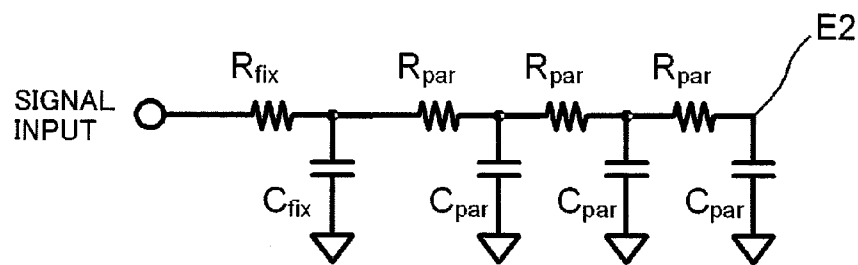 E2
Rfix
Rpar
Rpar
Rpar
SIGNAL
INPUT
Cfix
Cpar
Cpar
Cpar